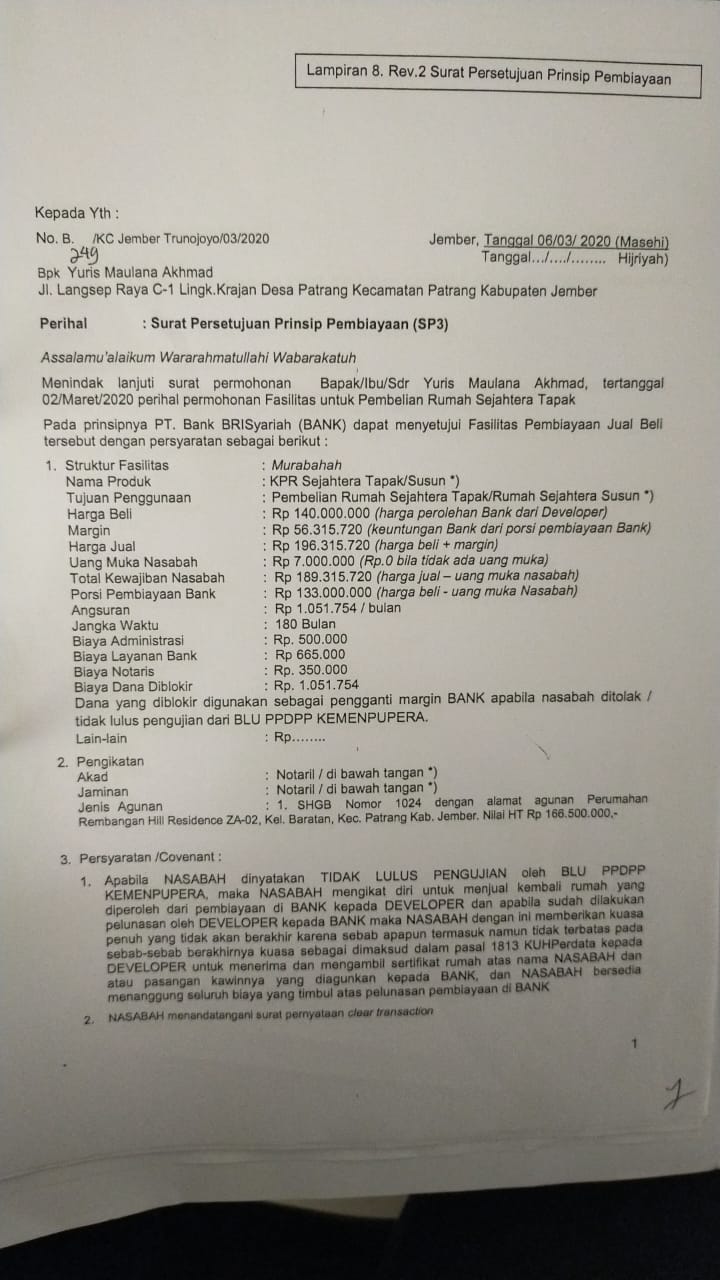 Lampiran 8. Rev.2 Surat Persetujuan Prinsip Pembiayaan
Kepada Yth :
No. B. /KC Jember Trunojoyo/03/2020
249
Jember, Tanggal 06/03/ 2020 (Masehi)
Tanggal.../..../........ Hijriyah)
Bpk Yuris Maulana Akhmad
Jl. Langsep Raya C-1 Lingk.Krajan Desa Patrang Kecamatan Patrang Kabupaten Jember
Perihal : Surat Persetujuan Prinsip Pembiayaan (SP3)
Assalamu'alaikum Wararahmatullahi Wabarakatuh
Menindak lanjuti surat permohonan Bapak/Ibu/Sdr Yuris Maulana Akhmad, tertanggal
02/Maret/2020 perihal permohonan Fasilitas untuk Pembelian Rumah Sejahtera Tapak
Pada prinsipnya PT. Bank BRISyariah (BANK) dapat menyetujui Fasilitas Pembiayaan Jual Beli
tersebut dengan persyaratan sebagai berikut :
1. Struktur Fasilitas : Murabahah
Nama Produk : KPR Sejahtera Tapak/Susun *)
Tujuan Penggunaan : Pembelian Rumah Sejahtera Tapak/Rumah Sejahtera Susun *)
Harga Beli : Rp 140.000.000 (harga perolehan Bank dari Developer)
Margin : Rp 56.315.720 (keuntungan Bank dari porsi pembiayaan Bank)
Harga Jual : Rp 196.315.720 (harga beli + margin)
Uang Muka Nasabah : Rp 7.000.000 (Rp.0 bila tidak ada uang muka)
Total Kewajiban Nasabah : Rp 189.315.720 (harga jual – uang muka nasabah)
Porsi Pembiayaan Bank : Rp 133.000.000 (harga beli - uang muka Nasabah)
Angsuran : Rp 1.051.754 / bulan
Jangka Waktu : 180 Bulan
Biaya Administrasi : Rp. 500.000
Biaya Layanan Bank : Rp 665.000
Biaya Notaris : Rp. 350.000
Biaya Dana Diblokir : Rp. 1.051.754
Dana yang diblokir digunakan sebagai pengganti margin BANK apabila nasabah ditolak /
tidak lulus pengujian dari BLU PPDPP KEMENPUPERA.
Lain-lain : Rp........
2. Pengikatan
Akad : Notaril / di bawah tangan *)
Jaminan : Notaril / di bawah tangan *)
Jenis Agunan : 1. SHGB Nomor 1024 dengan alamat agunan Perumahan
Rembangan Hill Residence ZA-02, Kel. Baratan, Kec. Patrang Kab. Jember. Nilai HT Rp 166.500.000,-
3. Persyaratan /Covenant :
1. Apabila NASABAH dinyatakan TIDAK LULUS PENGUJIAN oleh BLU PPDPP
KEMENPUPERA, maka NASABAH mengikat diri untuk menjual kembali rumah yang
diperoleh dari pembiayaan di BANK kepada DEVELOPER dan apabila sudah dilakukan
pelunasan oleh DEVELOPER kepada BANK maka NASABAH dengan ini memberikan kuasa
penuh yang tidak akan berakhir karena sebab apapun termasuk namun tidak terbatas pada
sebab-sebab berakhirnya kuasa sebagai dimaksud dalam pasal 1813 KUHPerdata kepada
DEVELOPER untuk menerima dan mengambil sertifikat rumah atas nama NASABAH dan
atau pasangan kawinnya yang diagunkan kepada BANK, dan NASABAH bersedia
menanggung seluruh biaya yang timbul atas pelunasan pembiayaan di BANK
2. NASABAH menandatangani surat pernyataan clear transaction
1